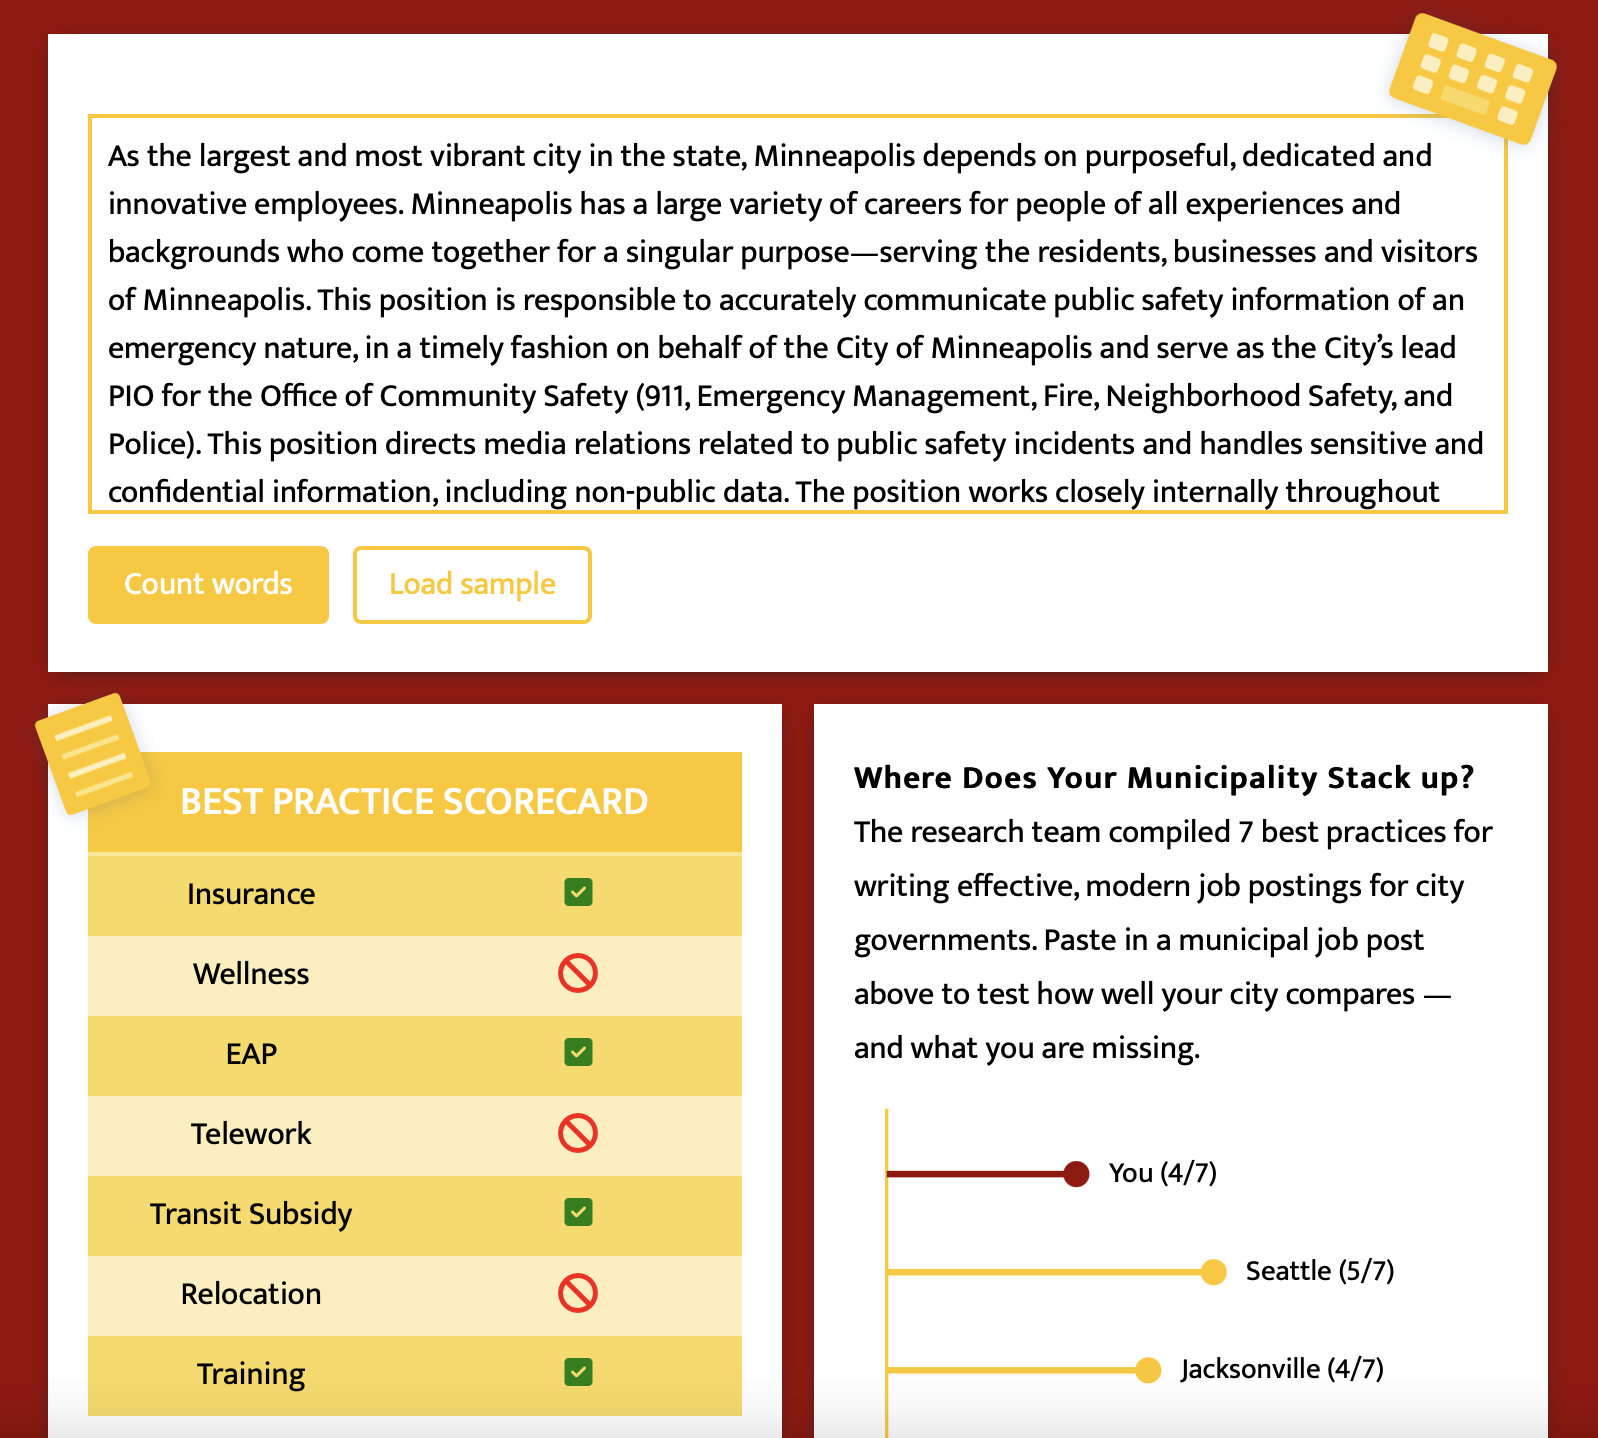 As the largest and most vibrant city in the state, Minneapolis depends on purposeful, dedicated and
innovative employees. Minneapolis has a large variety of careers for people of all experiences and
backgrounds who come together for a singular purpose—serving the residents, businesses and visitors
of Minneapolis. This position is responsible to accurately communicate public safety information of an
emergency nature, in a timely fashion on behalf of the City of Minneapolis and serve as the City’s lead
PIO for the Office of Community Safety (911, Emergency Management, Fire, Neighborhood Safety, and
Police). This position directs media relations related to public safety incidents and handles sensitive and
confidential information, including non-public data. The position works closely internally throughout
Count words
Load sample
BEST PRACTICE SCORECARD
Insurance
Wellness
EAP
Telework
Transit Subsidy
Relocation
Training
Where Does Your Municipality Stack up?
The research team compiled 7 best practices for
writing effective, modern job postings for city
governments. Paste in a municipal job post
above to test how well your city compares —
and what you are missing.
You (4/7)
Seattle (5/7)
Jacksonville (4/7)